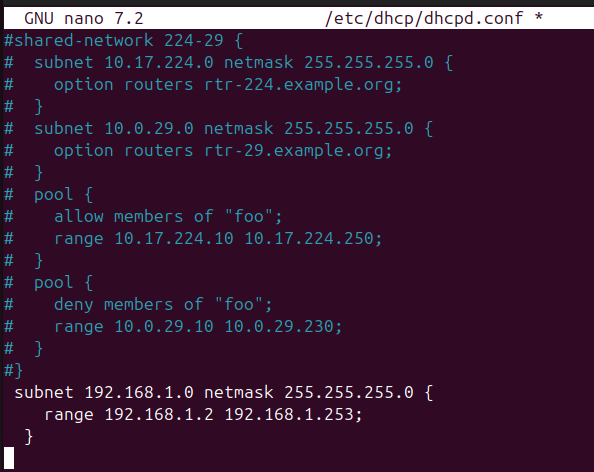 GNU nano 7.2 /etc/dhcp/dhcpd.conf *
#shared-network 224-29 {
#  subnet 10.17.224.0 netmask 255.255.255.0 {
#    option routers rtr-224.example.org;
#  }
#  subnet 10.0.29.0 netmask 255.255.255.0 {
#    option routers rtr-29.example.org;
#  }
#  pool {
#    allow members of "foo";
#    range 10.17.224.10 10.17.224.250;
#  }
#  pool {
#    deny members of "foo";
#    range 10.0.29.10 10.0.29.230;
#  }
#}
 subnet 192.168.1.0 netmask 255.255.255.0 {
    range 192.168.1.2 192.168.1.253;
  }